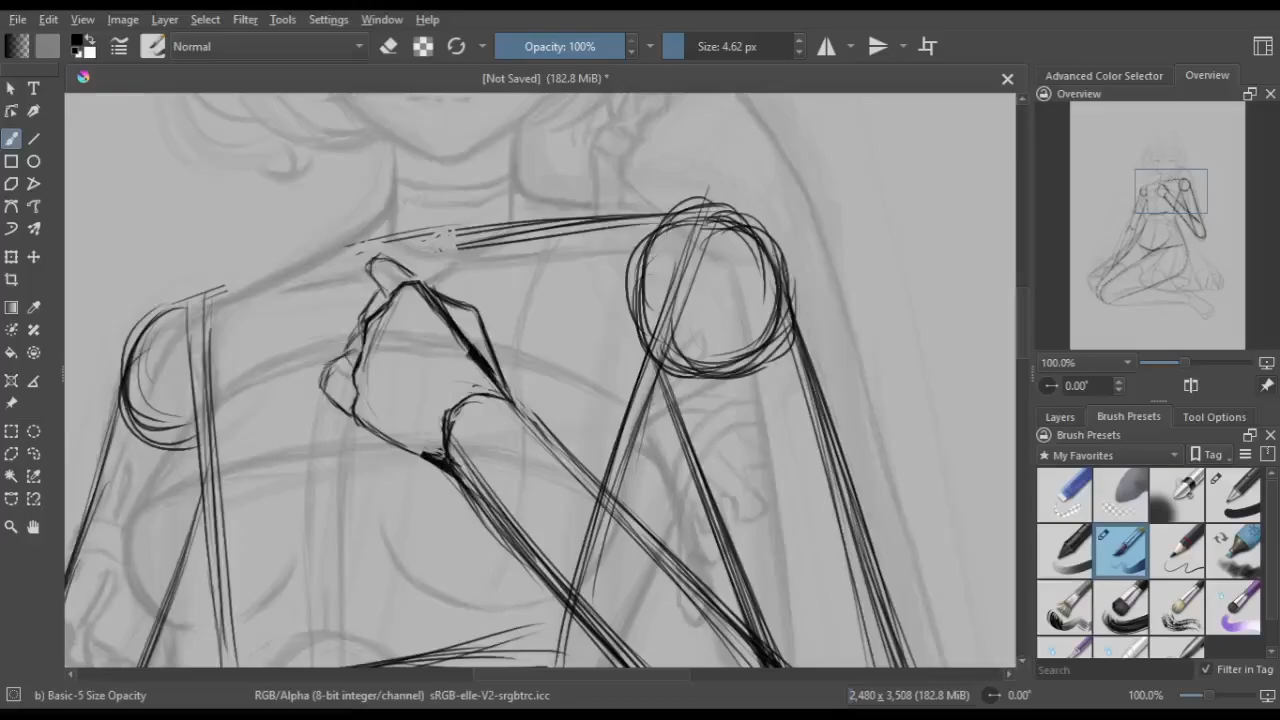 File Edit View Image Layer Select Filter Tools Settings Window Help
Normal Opacity: 100% Size: 4.62 px
[Not Saved] (182.8 MiB) *
Advanced Color Selector Overview
Overview
100.0%
0.00°
Layers Brush Presets Tool Options
Brush Presets
My Favorites Tag
Search Filter in Tag
b) Basic-5 Size Opacity RGB/Alpha (8-bit integer/channel) sRGB-elle-V2-srgbtrc.icc 2,480 x 3,508 (182.8 MiB) 0.00° 100.0%